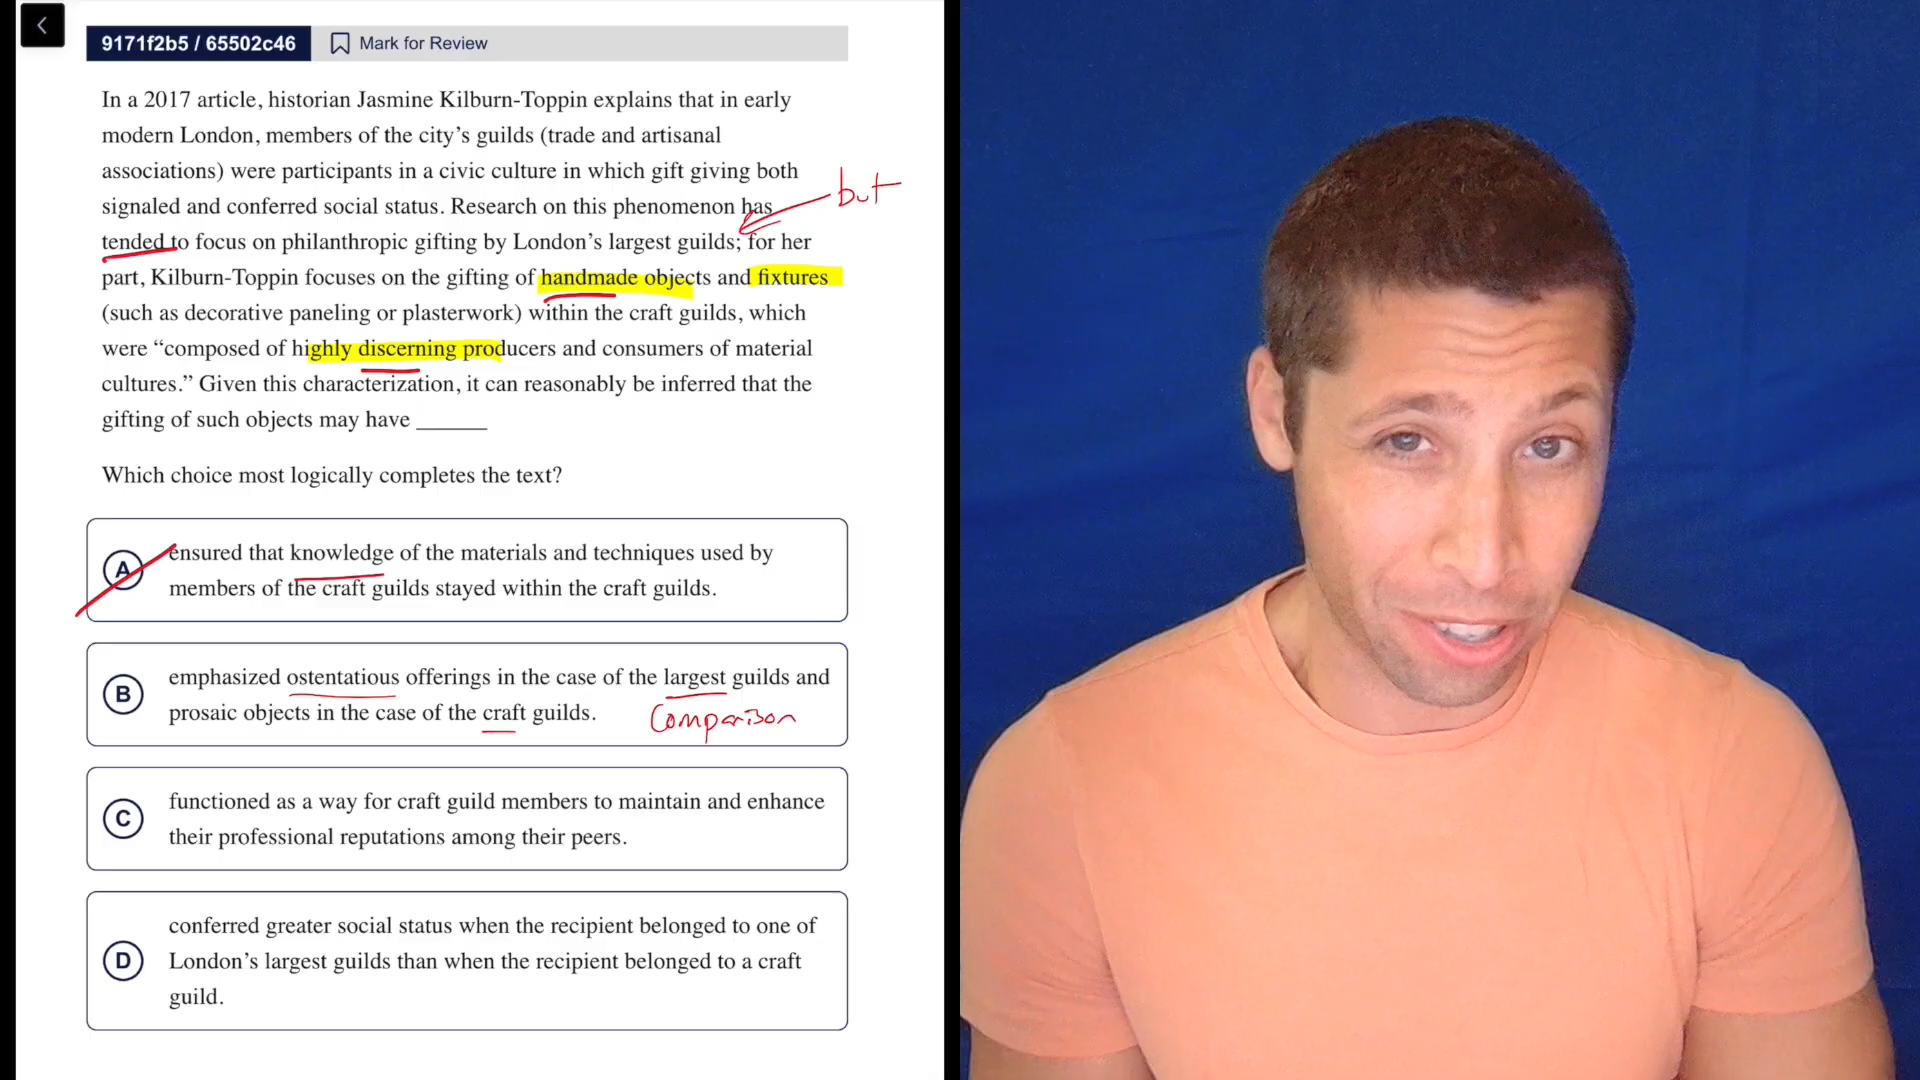 9171f2b5 / 65502c46 Mark for Review
In a 2017 article, historian Jasmine Kilburn-Toppin explains that in early
modern London, members of the city's guilds (trade and artisanal
associations) were participants in a civic culture in which gift giving both
signaled and conferred social status. Research on this phenomenon has
but
tended to focus on philanthropic gifting by London's largest guilds; for her
part, Kilburn-Toppin focuses on the gifting of handmade objects and fixtures
(such as decorative paneling or plasterwork) within the craft guilds, which
were “composed of highly discerning producers and consumers of material
cultures.” Given this characterization, it can reasonably be inferred that the
gifting of such objects may have ______
Which choice most logically completes the text?
A ensured that knowledge of the materials and techniques used by
members of the craft guilds stayed within the craft guilds.
B emphasized ostentatious offerings in the case of the largest guilds and
prosaic objects in the case of the craft guilds.
Comparison
C functioned as a way for craft guild members to maintain and enhance
their professional reputations among their peers.
D conferred greater social status when the recipient belonged to one of
London's largest guilds than when the recipient belonged to a craft
guild.